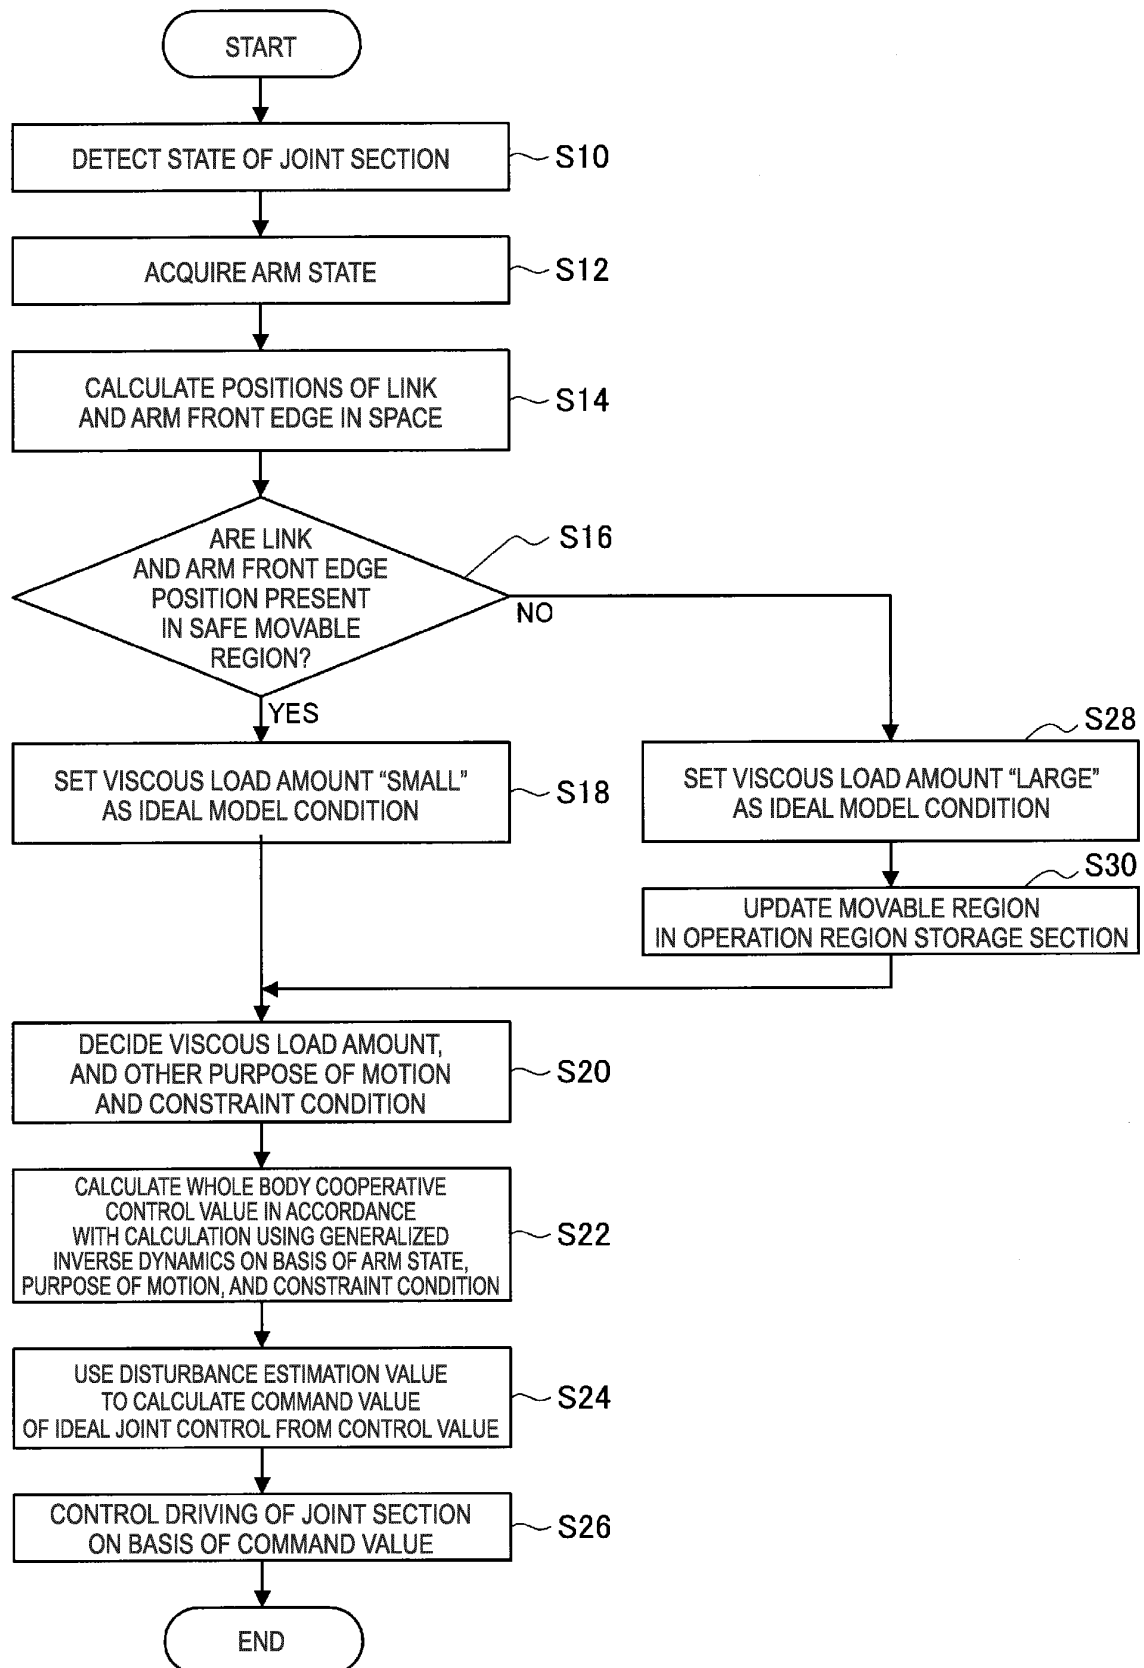 START
DETECT STATE OF JOINT SECTION
S10
ACQUIRE ARM STATE
S12
CALCULATE POSITIONS OF LINK
AND ARM FRONT EDGE IN SPACE
S14
ARE LINK
AND ARM FRONT EDGE
POSITION PRESENT
IN SAFE MOVABLE
REGION?
S16
NO
YES
SET VISCOUS LOAD AMOUNT “SMALL”
AS IDEAL MODEL CONDITION
S18
S28
SET VISCOUS LOAD AMOUNT “LARGE”
AS IDEAL MODEL CONDITION
S30
UPDATE MOVABLE REGION
IN OPERATION REGION STORAGE SECTION
DECIDE VISCOUS LOAD AMOUNT,
AND OTHER PURPOSE OF MOTION
AND CONSTRAINT CONDITION
S20
CALCULATE WHOLE BODY COOPERATIVE
CONTROL VALUE IN ACCORDANCE
WITH CALCULATION USING GENERALIZED
INVERSE DYNAMICS ON BASIS OF ARM STATE,
PURPOSE OF MOTION, AND CONSTRAINT CONDITION
S22
USE DISTURBANCE ESTIMATION VALUE
TO CALCULATE COMMAND VALUE
OF IDEAL JOINT CONTROL FROM CONTROL VALUE
S24
CONTROL DRIVING OF JOINT SECTION
ON BASIS OF COMMAND VALUE
S26
END